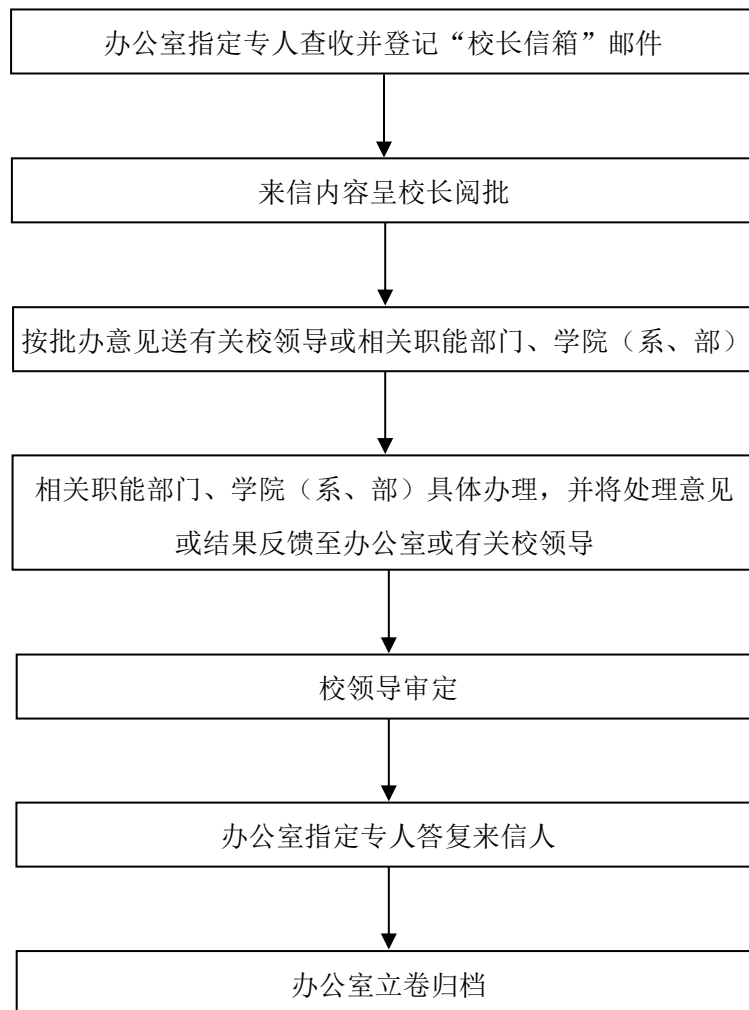 办公室指定专人查收并登记“校长信箱”邮件
来信内容呈校长阅批
按批办意见送有关校领导或相关职能部门、学院（系、部）
相关职能部门、学院（系、部）具体办理，并将处理意见
或结果反馈至办公室或有关校领导
校领导审定
办公室指定专人答复来信人
办公室立卷归档